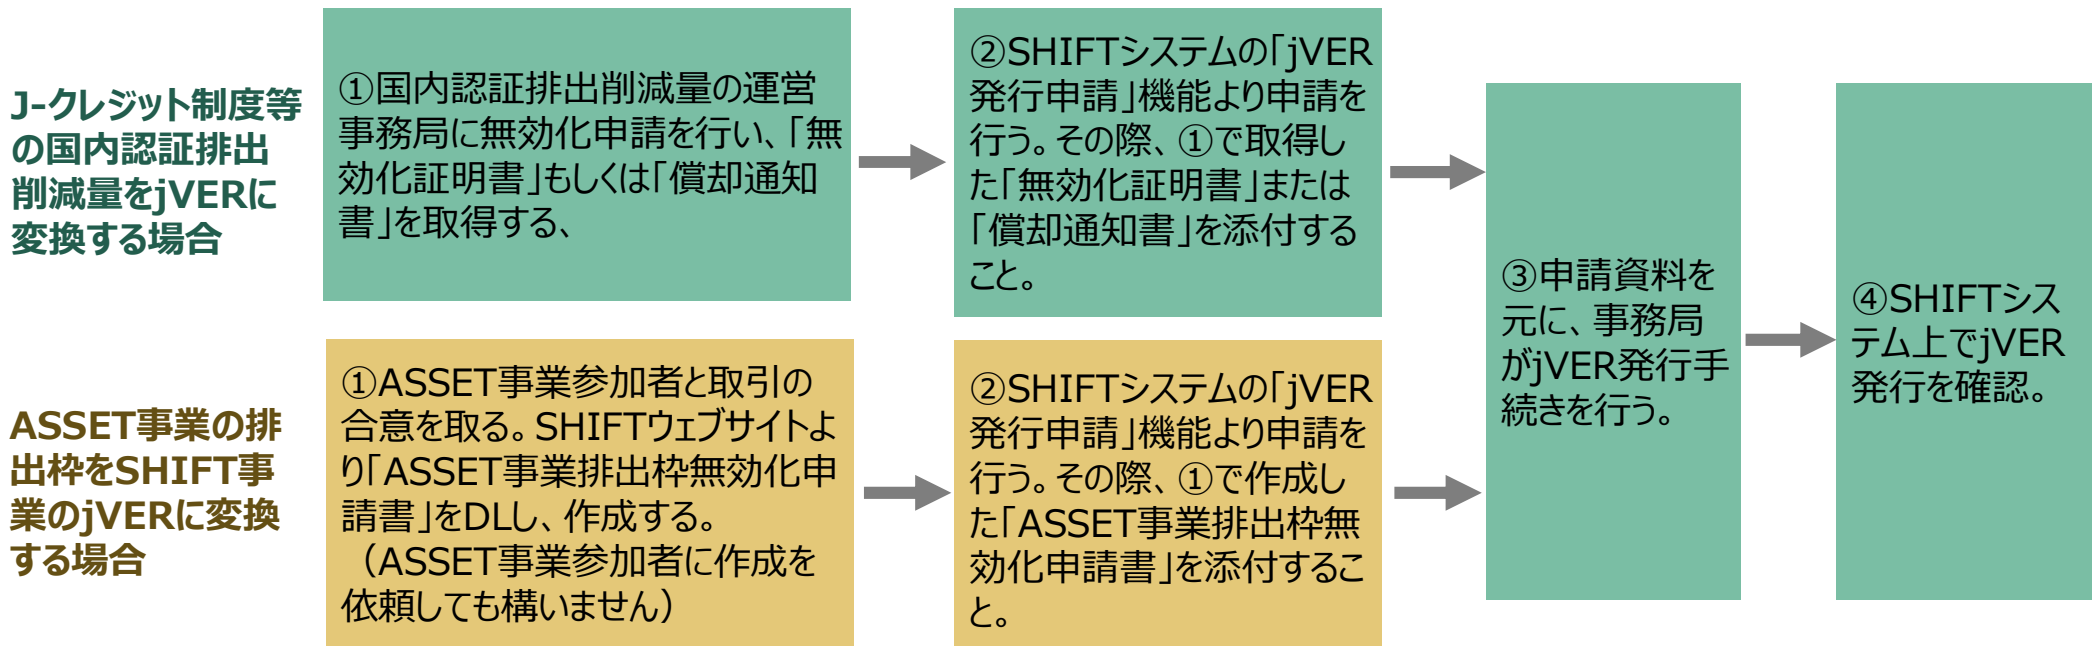 J-クレジット制度等
の国内認証排出
削減量をjVERに
変換する場合
①国内認証排出削減量の運営
事務局に無効化申請を行い、「無
効化証明書」もしくは「償却通知
書」を取得する、
②SHIFTシステムの「jVER
発行申請」機能より申請を
行う。その際、①で取得し
た「無効化証明書」または
「償却通知書」を添付する
こと。
ASSET事業の排
出枠をSHIFT事
業のjVERに変換
する場合
①ASSET事業参加者と取引の
合意を取る。SHIFTウェブサイトよ
り「ASSET事業排出枠無効化申
請書」をDLし、作成する。
（ASSET事業参加者に作成を
依頼しても構いません）
②SHIFTシステムの「jVER
発行申請」機能より申請を
行う。その際、①で作成し
た「ASSET事業排出枠無
効化申請書」を添付するこ
と。
③申請資料を
元に、事務局
がjVER発行手
続きを行う。
④SHIFTシス
テム上でjVER
発行を確認。